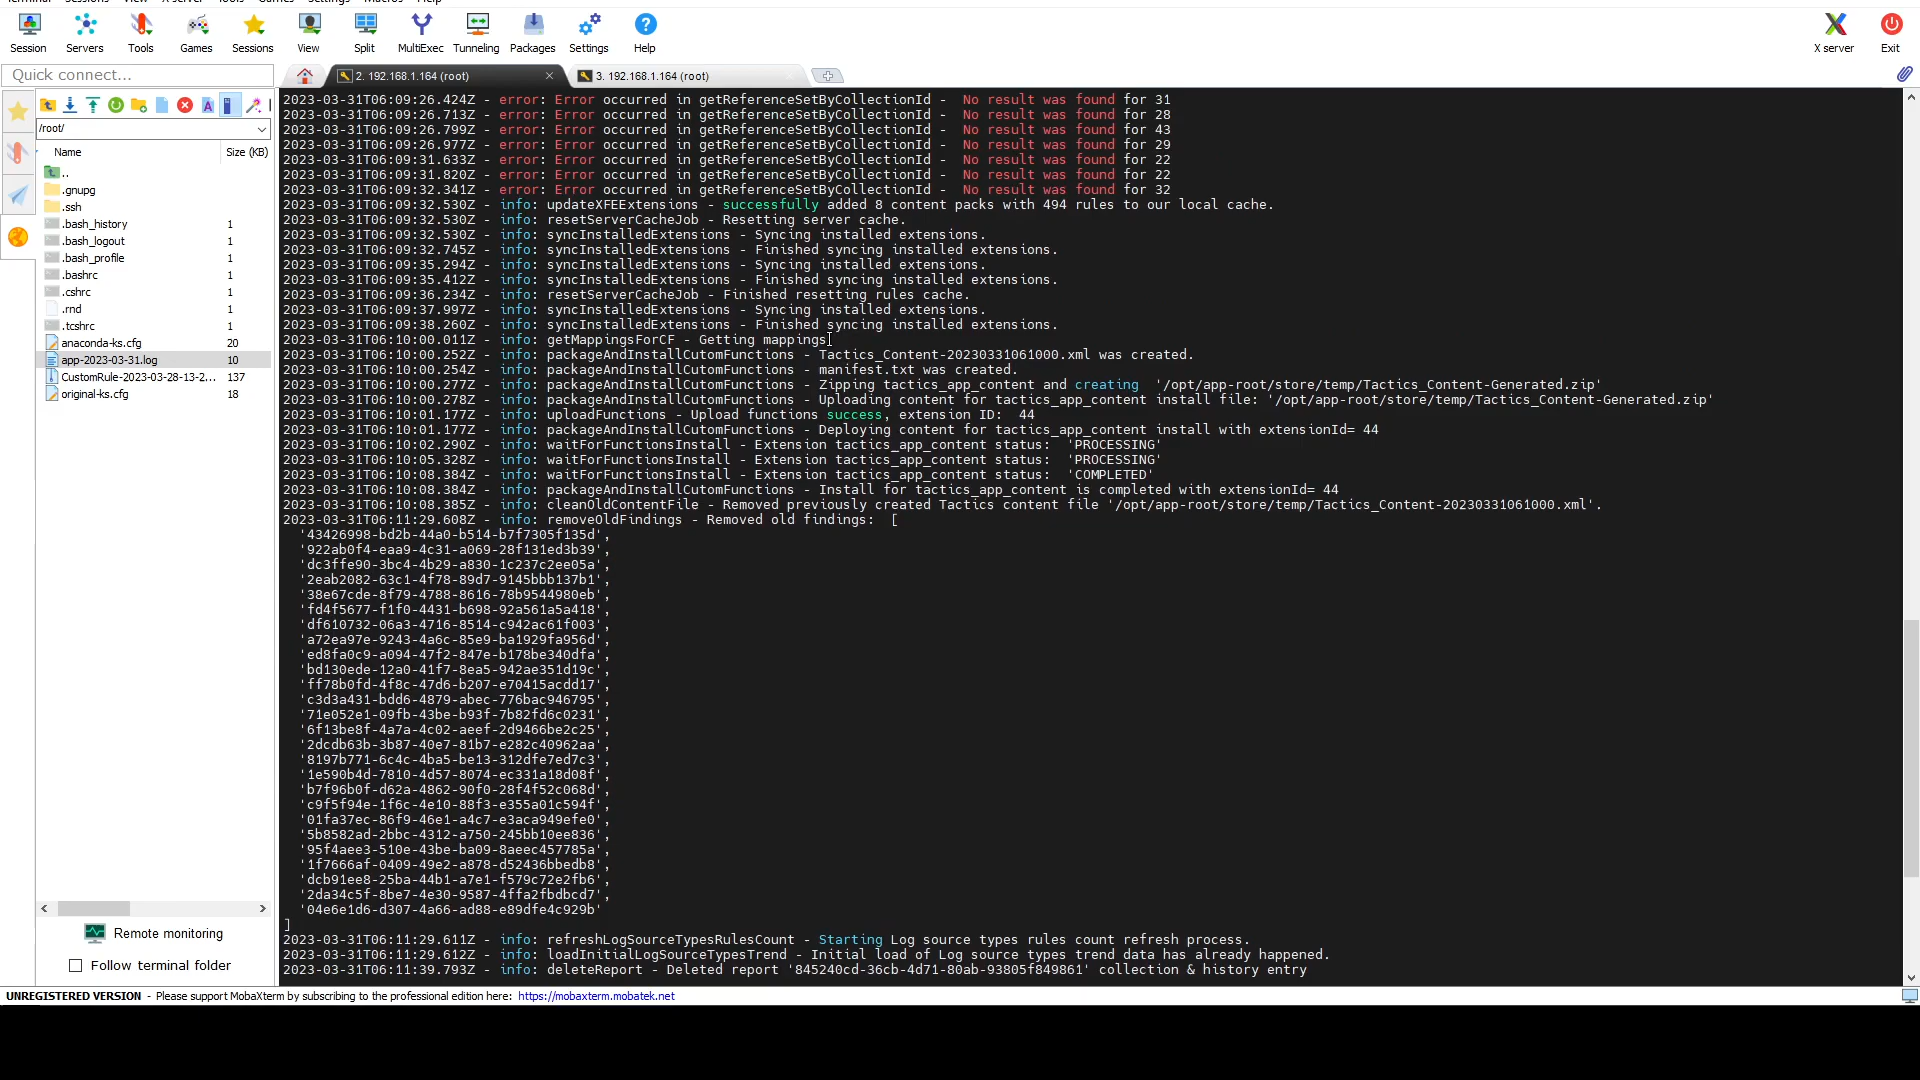 Terminal Sessions View X server Tools Games Settings Macros Help
Session Servers Tools Games Sessions View Split MultiExec Tunneling Packages Settings Help X server Exit
Quick connect...
2. 192.168.1.164 (root)
3. 192.168.1.164 (root)
/root/
Name Size (KB)
..
.gnupg
.ssh
.bash_history 1
.bash_logout 1
.bash_profile 1
.bashrc 1
.cshrc 1
.rnd 1
.tcshrc 1
anaconda-ks.cfg 20
app-2023-03-31.log 10
CustomRule-2023-03-28-13-2... 137
original-ks.cfg 18
Remote monitoring
Follow terminal folder
2023-03-31T06:09:26.424Z - error: Error occurred in getReferenceSetByCollectionId -  No result was found for 31
2023-03-31T06:09:26.713Z - error: Error occurred in getReferenceSetByCollectionId -  No result was found for 28
2023-03-31T06:09:26.799Z - error: Error occurred in getReferenceSetByCollectionId -  No result was found for 43
2023-03-31T06:09:26.977Z - error: Error occurred in getReferenceSetByCollectionId -  No result was found for 29
2023-03-31T06:09:31.633Z - error: Error occurred in getReferenceSetByCollectionId -  No result was found for 22
2023-03-31T06:09:31.820Z - error: Error occurred in getReferenceSetByCollectionId -  No result was found for 22
2023-03-31T06:09:32.341Z - error: Error occurred in getReferenceSetByCollectionId -  No result was found for 32
2023-03-31T06:09:32.530Z - info: updateXFEExtensions - successfully added 8 content packs with 494 rules to our local cache.
2023-03-31T06:09:32.530Z - info: resetServerCacheJob - Resetting server cache.
2023-03-31T06:09:32.530Z - info: syncInstalledExtensions - Syncing installed extensions.
2023-03-31T06:09:32.745Z - info: syncInstalledExtensions - Finished syncing installed extensions.
2023-03-31T06:09:35.294Z - info: syncInstalledExtensions - Syncing installed extensions.
2023-03-31T06:09:35.412Z - info: syncInstalledExtensions - Finished syncing installed extensions.
2023-03-31T06:09:36.234Z - info: resetServerCacheJob - Finished resetting rules cache.
2023-03-31T06:09:37.997Z - info: syncInstalledExtensions - Syncing installed extensions.
2023-03-31T06:09:38.260Z - info: syncInstalledExtensions - Finished syncing installed extensions.
2023-03-31T06:10:00.011Z - info: getMappingsForCF - Getting mappings
2023-03-31T06:10:00.252Z - info: packageAndInstallCutomFunctions - Tactics_Content-20230331061000.xml was created.
2023-03-31T06:10:00.254Z - info: packageAndInstallCutomFunctions - manifest.txt was created.
2023-03-31T06:10:00.277Z - info: packageAndInstallCutomFunctions - Zipping tactics_app_content and creating  '/opt/app-root/store/temp/Tactics_Content-Generated.zip'
2023-03-31T06:10:00.278Z - info: packageAndInstallCutomFunctions - Uploading content for tactics_app_content install file: '/opt/app-root/store/temp/Tactics_Content-Generated.zip'
2023-03-31T06:10:01.177Z - info: uploadFunctions - Upload functions success, extension ID:  44
2023-03-31T06:10:01.177Z - info: packageAndInstallCutomFunctions - Deploying content for tactics_app_content install with extensionId= 44
2023-03-31T06:10:02.290Z - info: waitForFunctionsInstall - Extension tactics_app_content status:  'PROCESSING'
2023-03-31T06:10:05.328Z - info: waitForFunctionsInstall - Extension tactics_app_content status:  'PROCESSING'
2023-03-31T06:10:08.384Z - info: waitForFunctionsInstall - Extension tactics_app_content status:  'COMPLETED'
2023-03-31T06:10:08.384Z - info: packageAndInstallCutomFunctions - Install for tactics_app_content is completed with extensionId= 44
2023-03-31T06:10:08.385Z - info: cleanOldContentFile - Removed previously created Tactics content file '/opt/app-root/store/temp/Tactics_Content-20230331061000.xml'.
2023-03-31T06:11:29.608Z - info: removeOldFindings - Removed old findings:  [
'43426998-bd2b-44a0-b514-b7f7305f135d',
'922ab0f4-eaa9-4c31-a069-28f131ed3b39',
'dc3ffe90-3bc4-4b29-a830-1c237c2ee05a',
'2eab2082-63c1-4f78-89d7-9145bbb137b1',
'38e67cde-8f79-4788-8616-78b9544980eb',
'fd4f5677-f1f0-4431-b698-92a561a5a418',
'df610732-06a3-4716-8514-c942ac61f003',
'a72ea97e-9243-4a6c-85e9-ba1929fa956d',
'ed8fa0c9-a094-47f2-847e-b178be340dfa',
'bd130ede-12a0-41f7-8ea5-942ae351d19c',
'ff78b0fd-4f8c-47d6-b207-e70415acdd17',
'c3d3a431-bdd6-4879-abec-776bac946795',
'71e052e1-09fb-43be-b93f-7b82fd6c0231',
'6f13be8f-4a7a-4c02-aeef-2d9466be2c25',
'2dcdb63b-3b87-40e7-81b7-e282c40962aa',
'8197b771-6c4c-4ba5-be13-312dfe7ed7c3',
'1e590b4d-7810-4d57-8074-ec331a18d08f',
'b7f96b0f-d62a-4862-90f0-28f4f52c068d',
'c9f5f94e-1f6c-4e10-88f3-e355a01c594f',
'01fa37ec-86f9-46e1-a4c7-e3aca949efe0',
'5b8582ad-2bbc-4312-a750-245bb10ee836',
'95f4aee3-510e-43be-ba09-8aeec457785a',
'1f7666af-0409-49e2-a878-d52436bbedb8',
'dcb91ee8-25ba-44b1-a7e1-f579c72e2fb6',
'2da34c5f-8be7-4e30-9587-4ffa2fbdbcd7',
'04e6e1d6-d307-4a66-ad88-e89dfe4c929b'
]
2023-03-31T06:11:29.611Z - info: refreshLogSourceTypesRulesCount - Starting Log source types rules count refresh process.
2023-03-31T06:11:29.612Z - info: loadInitialLogSourceTypesTrend - Initial load of Log source types trend data has already happened.
2023-03-31T06:11:39.793Z - info: deleteReport - Deleted report '845240cd-36cb-4d71-80ab-93805f849861' collection & history entry
UNREGISTERED VERSION - Please support MobaXterm by subscribing to the professional edition here: https://mobaxterm.mobatek.net